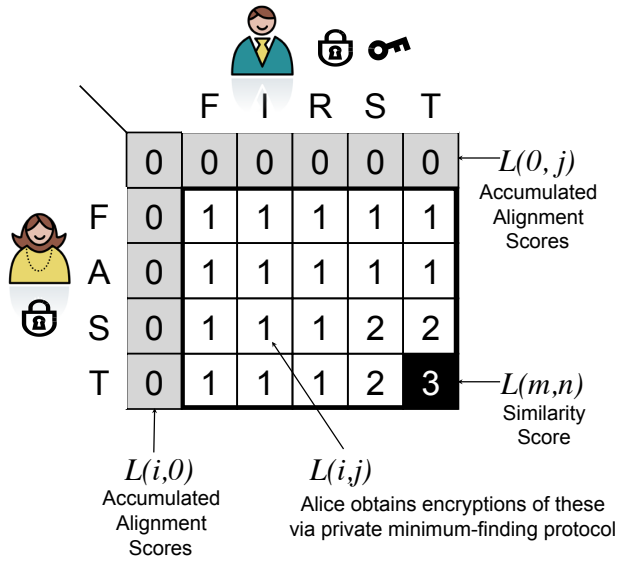 F I R S T
0 0 0 0 0 0
L(0, j)
Accumulated
Alignment
Scores
F 0 1 1 1 1 1
A 0 1 1 1 1 1
S 0 1 1 1 2 2
T 0 1 1 1 2 3
L(m,n)
Similarity
Score
L(i,0)
Accumulated
Alignment
Scores
L(i,j)
Alice obtains encryptions of these
via private minimum-finding protocol